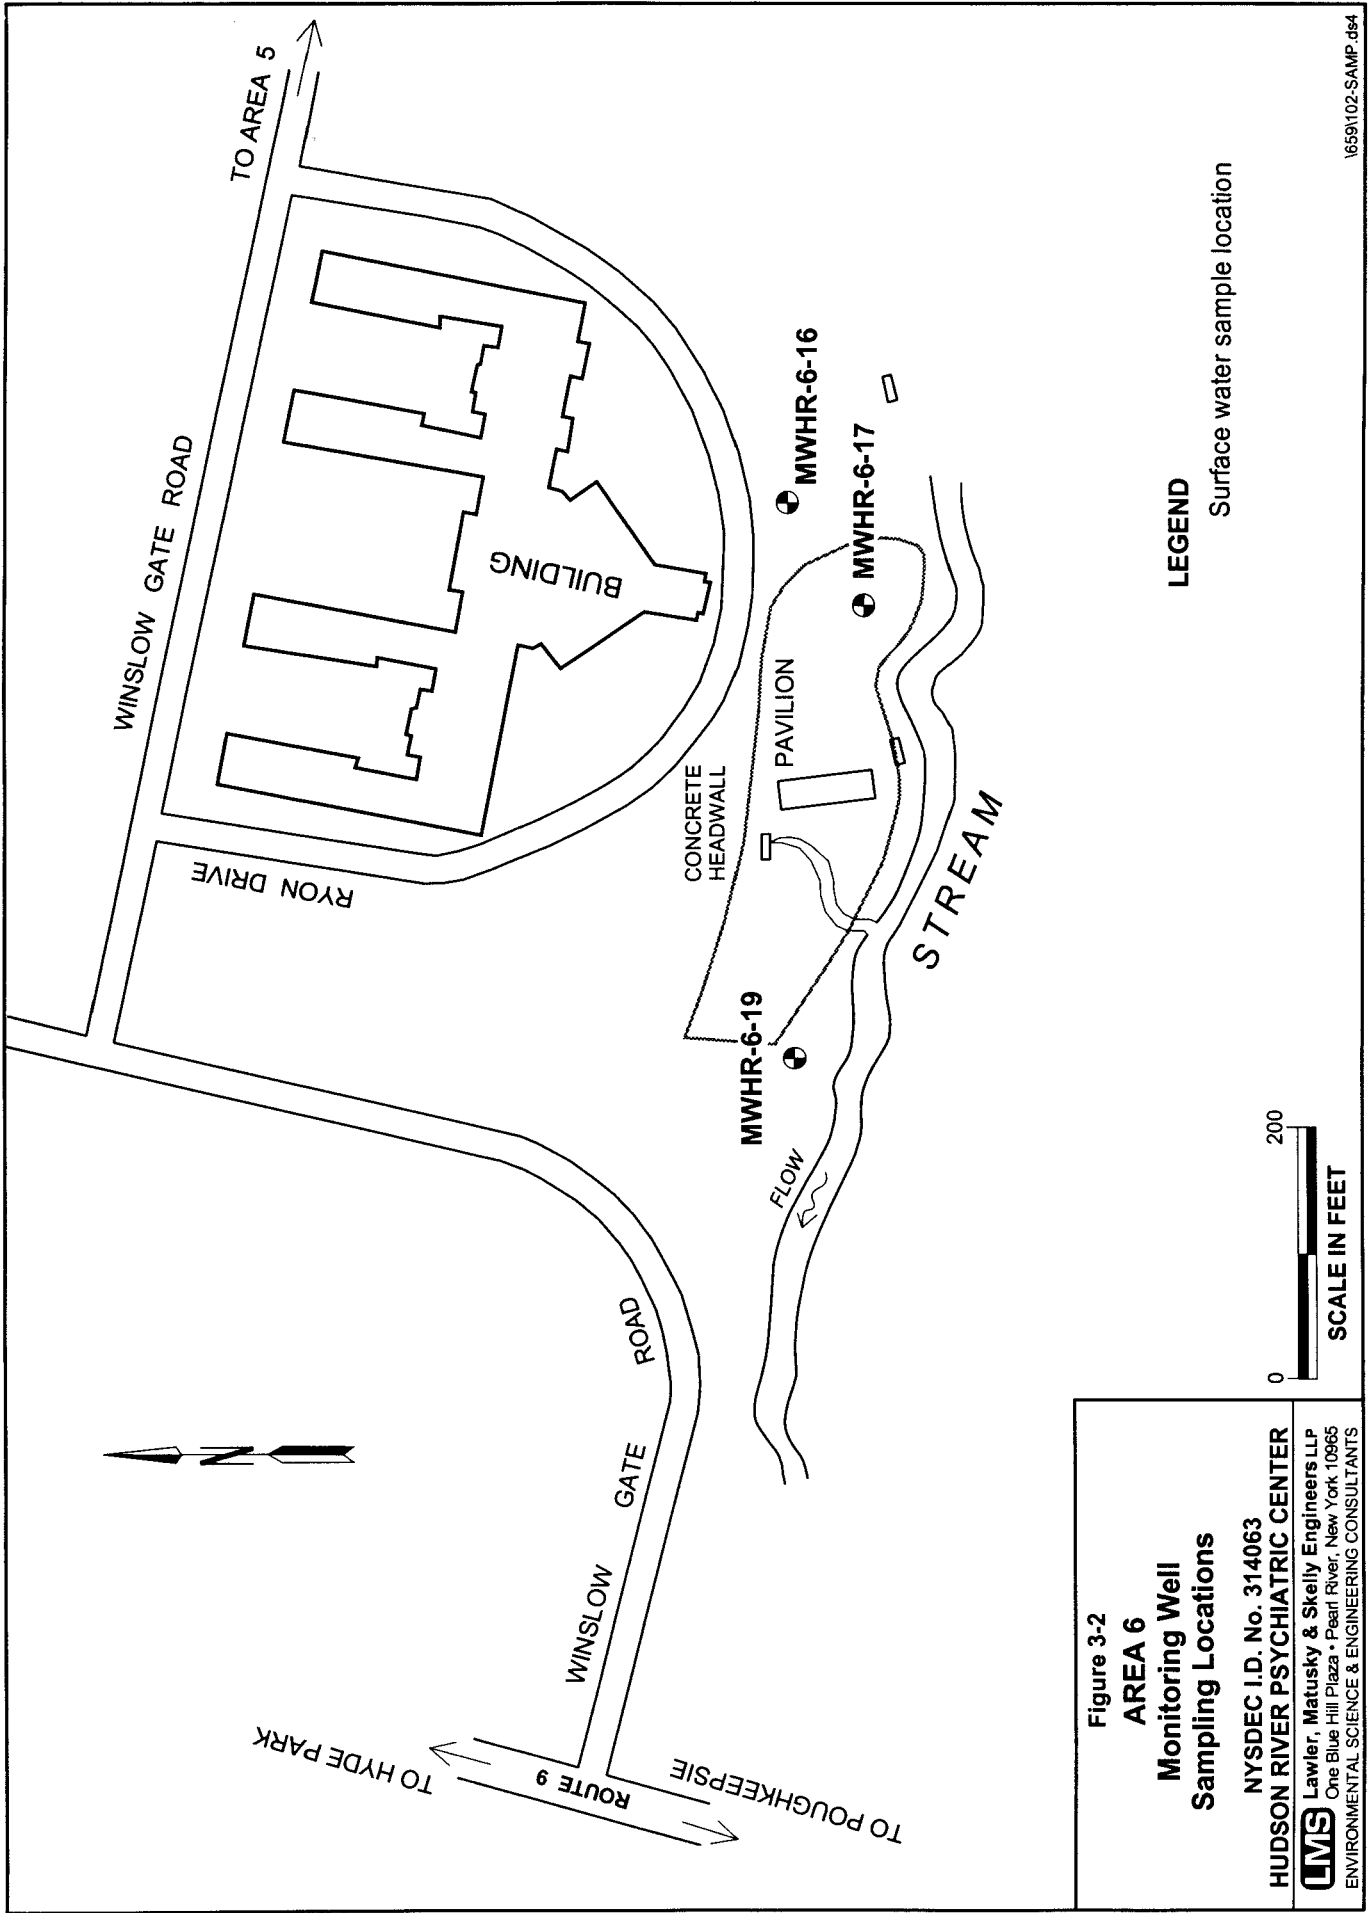 TO AREA 5
WINSLOW GATE ROAD
BUILDING
RYON DRIVE
CONCRETE
HEADWALL
PAVILION
MWHR-6-16
MWHR-6-17
MWHR-6-19
STREAM
FLOW
WINSLOW GATE ROAD
TO HYDE PARK
ROUTE 9
TO POUGHKEEPSIE
N
LEGEND
Surface water sample location
0 200
SCALE IN FEET
Figure 3-2
AREA 6
Monitoring Well
Sampling Locations
NYSDEC I.D. No. 314063
HUDSON RIVER PSYCHIATRIC CENTER
LMS Lawler, Matusky & Skelly Engineers LLP
One Blue Hill Plaza • Pearl River, New York 10965
ENVIRONMENTAL SCIENCE & ENGINEERING CONSULTANTS
\659\102-SAMP.ds4